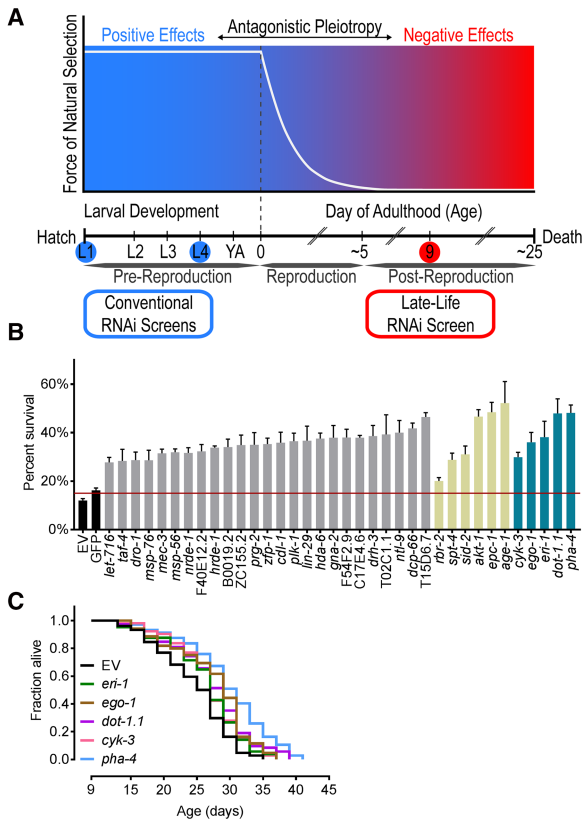 A
Positive Effects
Antagonistic Pleiotropy
Negative Effects
Force of Natural Selection
Larval Development
Day of Adulthood (Age)
Hatch
Death
L1
L2
L3
L4
YA
0
~5
9
~25
Pre-Reproduction
Reproduction
Post-Reproduction
Conventional
RNAi Screens
Late-Life
RNAi Screen
B
Percent survival
60%
40%
20%
0%
EV
GFP
let-716
taf-4
dro-1
msp-76
mec-3
msp-56
nrde-1
F40E12.2
hrde-1
B0019.2
ZC155.2
prg-2
zfp-1
cdl-1
plk-1
lin-29
hda-6
gna-2
F54F2.9
C17E4.6
drh-3
T02C1.1
ntl-9
dcp-66
T15D6.7
rbr-2
spt-4
sid-2
akt-1
epc-1
age-1
cyk-3
ego-1
eri-1
dot-1.1
pha-4
C
Fraction alive
1.0
0.8
0.6
0.4
0.2
0.0
EV
eri-1
ego-1
dot-1.1
cyk-3
pha-4
9
15
20
25
30
35
40
45
Age (days)